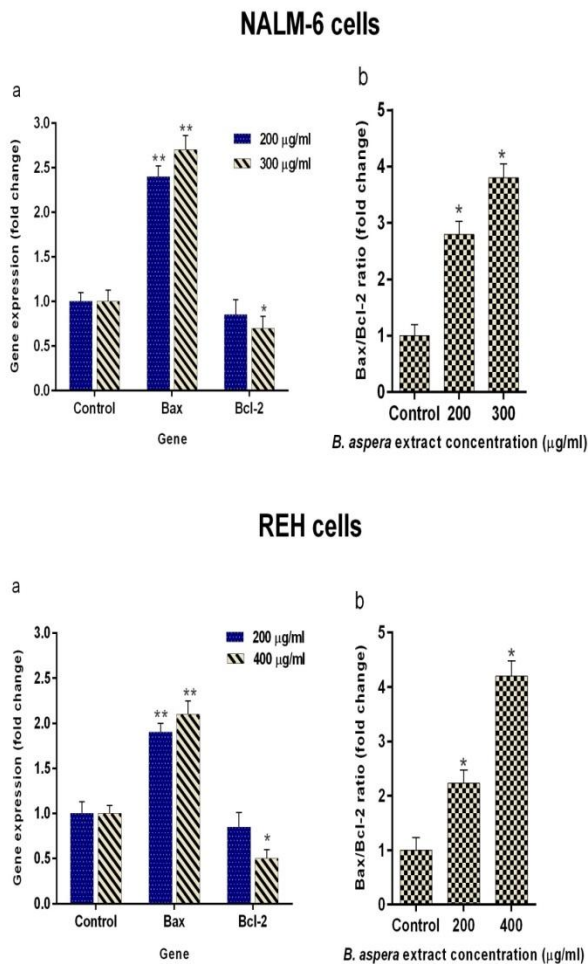 NALM-6 cells
a
Gene expression (fold change)
3.0
2.5
2.0
1.5
1.0
0.5
0.0
**
**
*
200 µg/ml
300 µg/ml
Control Bax Bcl-2
Gene
b
Bax/Bcl-2 ratio (fold change)
5
4
3
2
1
0
*
*
Control 200 300
B. aspera extract concentration (µg/ml)
REH cells
a
Gene expression (fold change)
3.0
2.5
2.0
1.5
1.0
0.5
0.0
**
**
*
200 µg/ml
400 µg/ml
Control Bax Bcl-2
Gene
b
Bax/Bcl-2 ratio (fold change)
5
4
3
2
1
0
*
*
Control 200 400
B. aspera extract concentration (µg/ml)